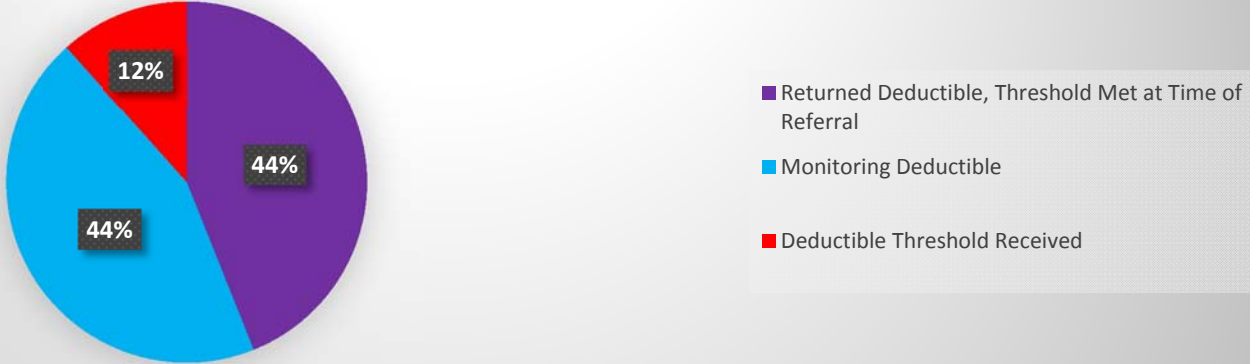 12%
44%
44%
Returned Deductible, Threshold Met at Time of
Referral
Monitoring Deductible
Deductible Threshold Received